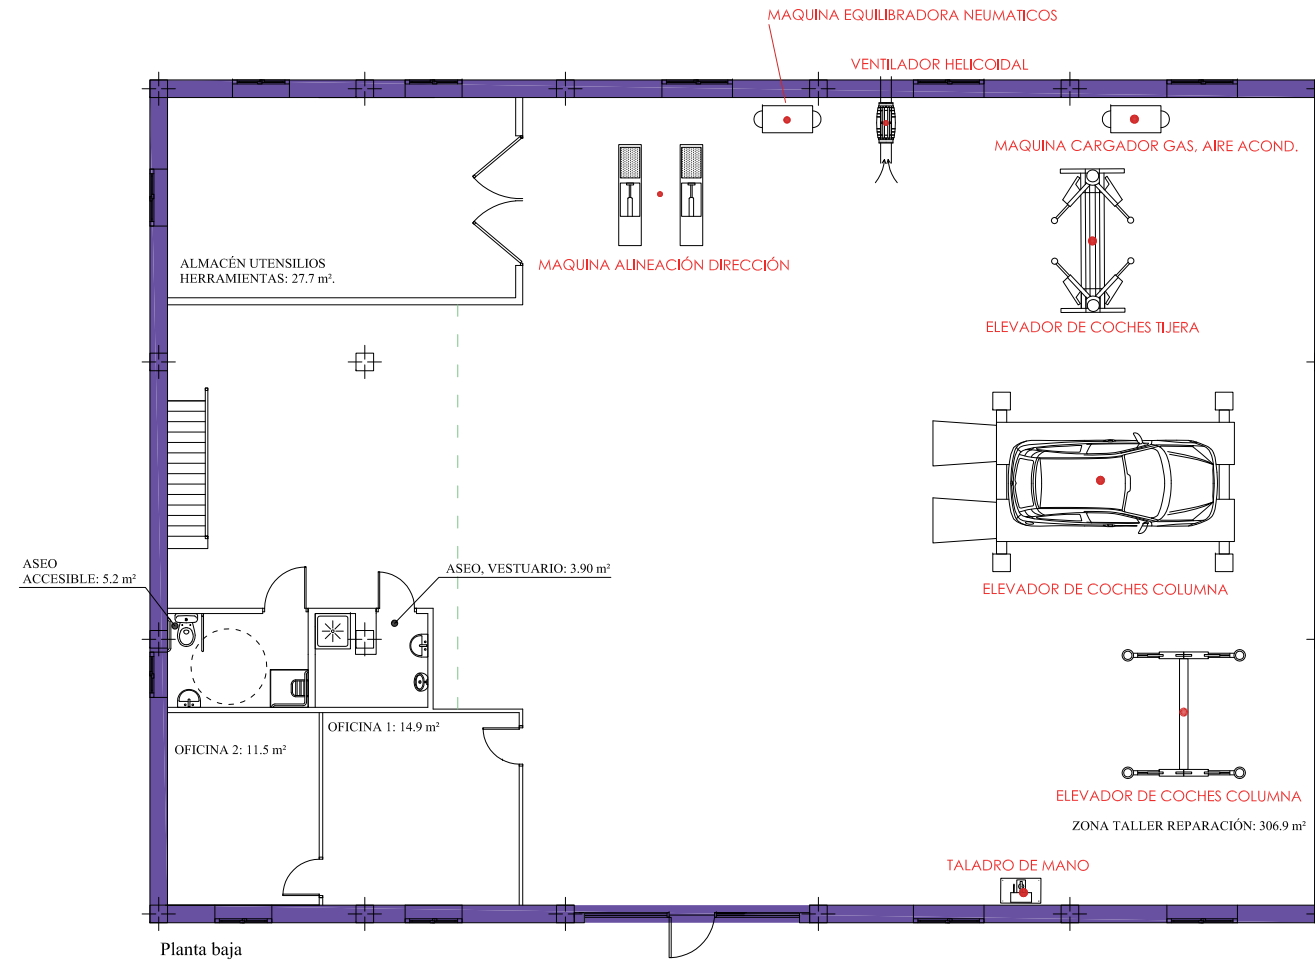 MAQUINA EQUILIBRADORA NEUMATICOS
VENTILADOR HELICOIDAL
MAQUINA CARGADOR GAS, AIRE ACOND.
ALMACÉN UTENSILIOS
HERRAMIENTAS: 27.7 m².
MAQUINA ALINEACIÓN DIRECCIÓN
ELEVADOR DE COCHES TIJERA
ASEO
ACCESIBLE: 5.2 m²
ASEO, VESTUARIO: 3.90 m²
ELEVADOR DE COCHES COLUMNA
OFICINA 1: 14.9 m²
OFICINA 2: 11.5 m²
ELEVADOR DE COCHES COLUMNA
ZONA TALLER REPARACIÓN: 306.9 m²
TALADRO DE MANO
Planta baja